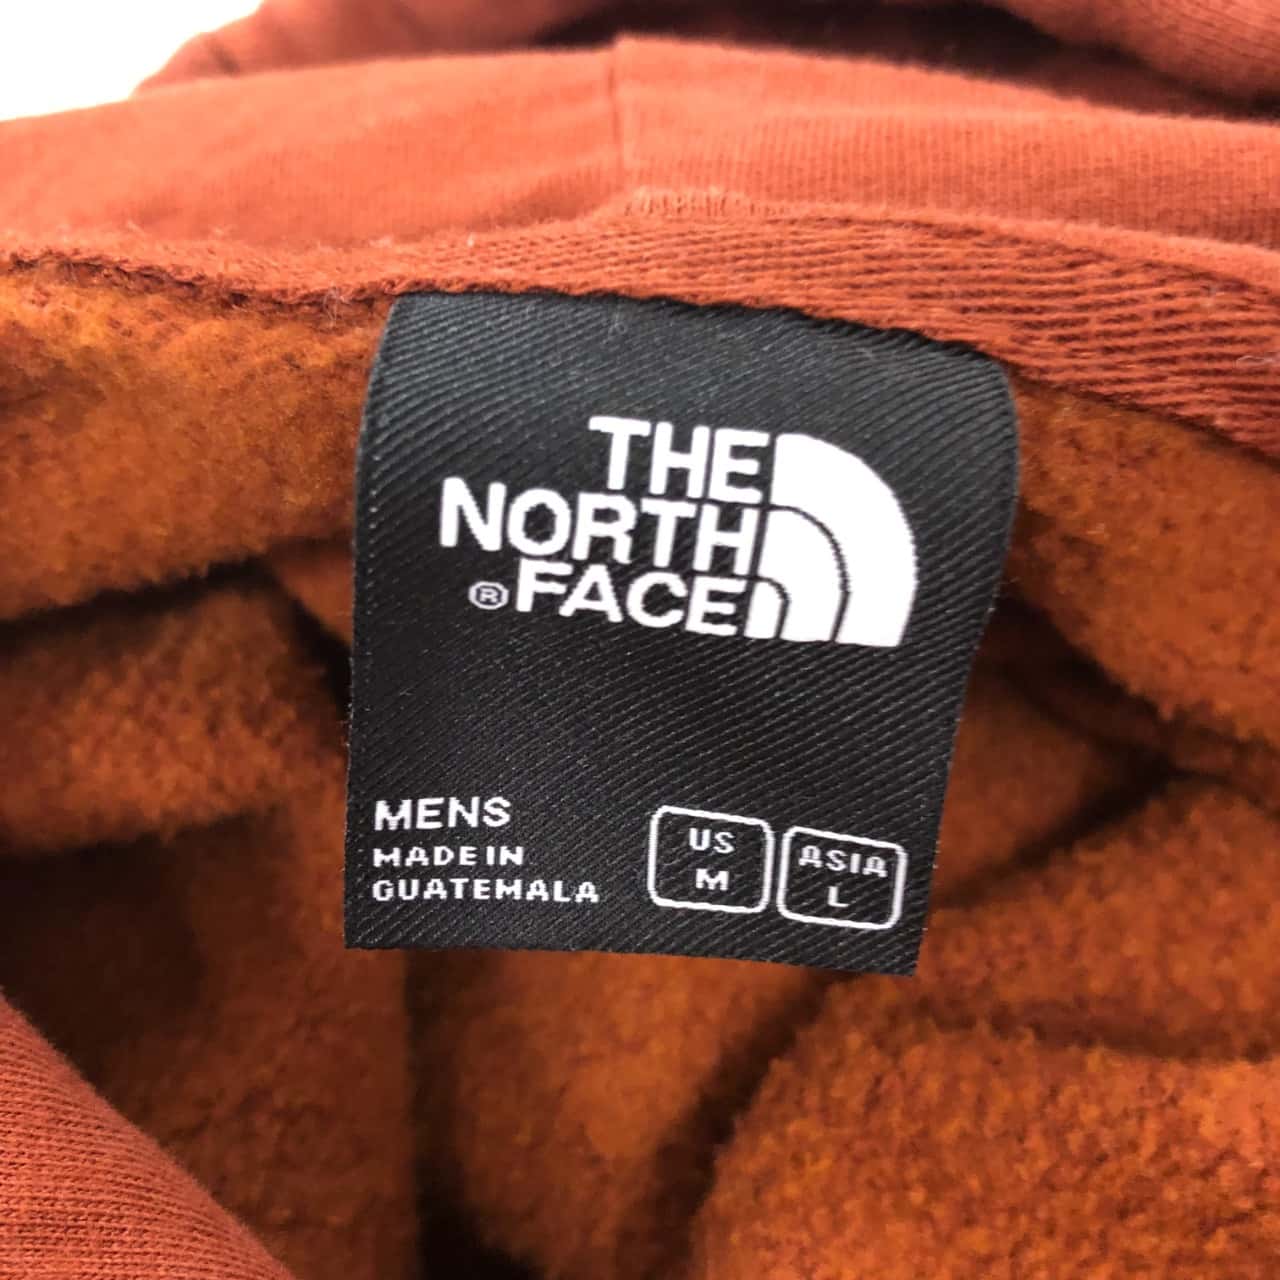 THE
NORTH
®FACE
MENS
MADE IN
GUATEMALA
US
M
ASIA
L